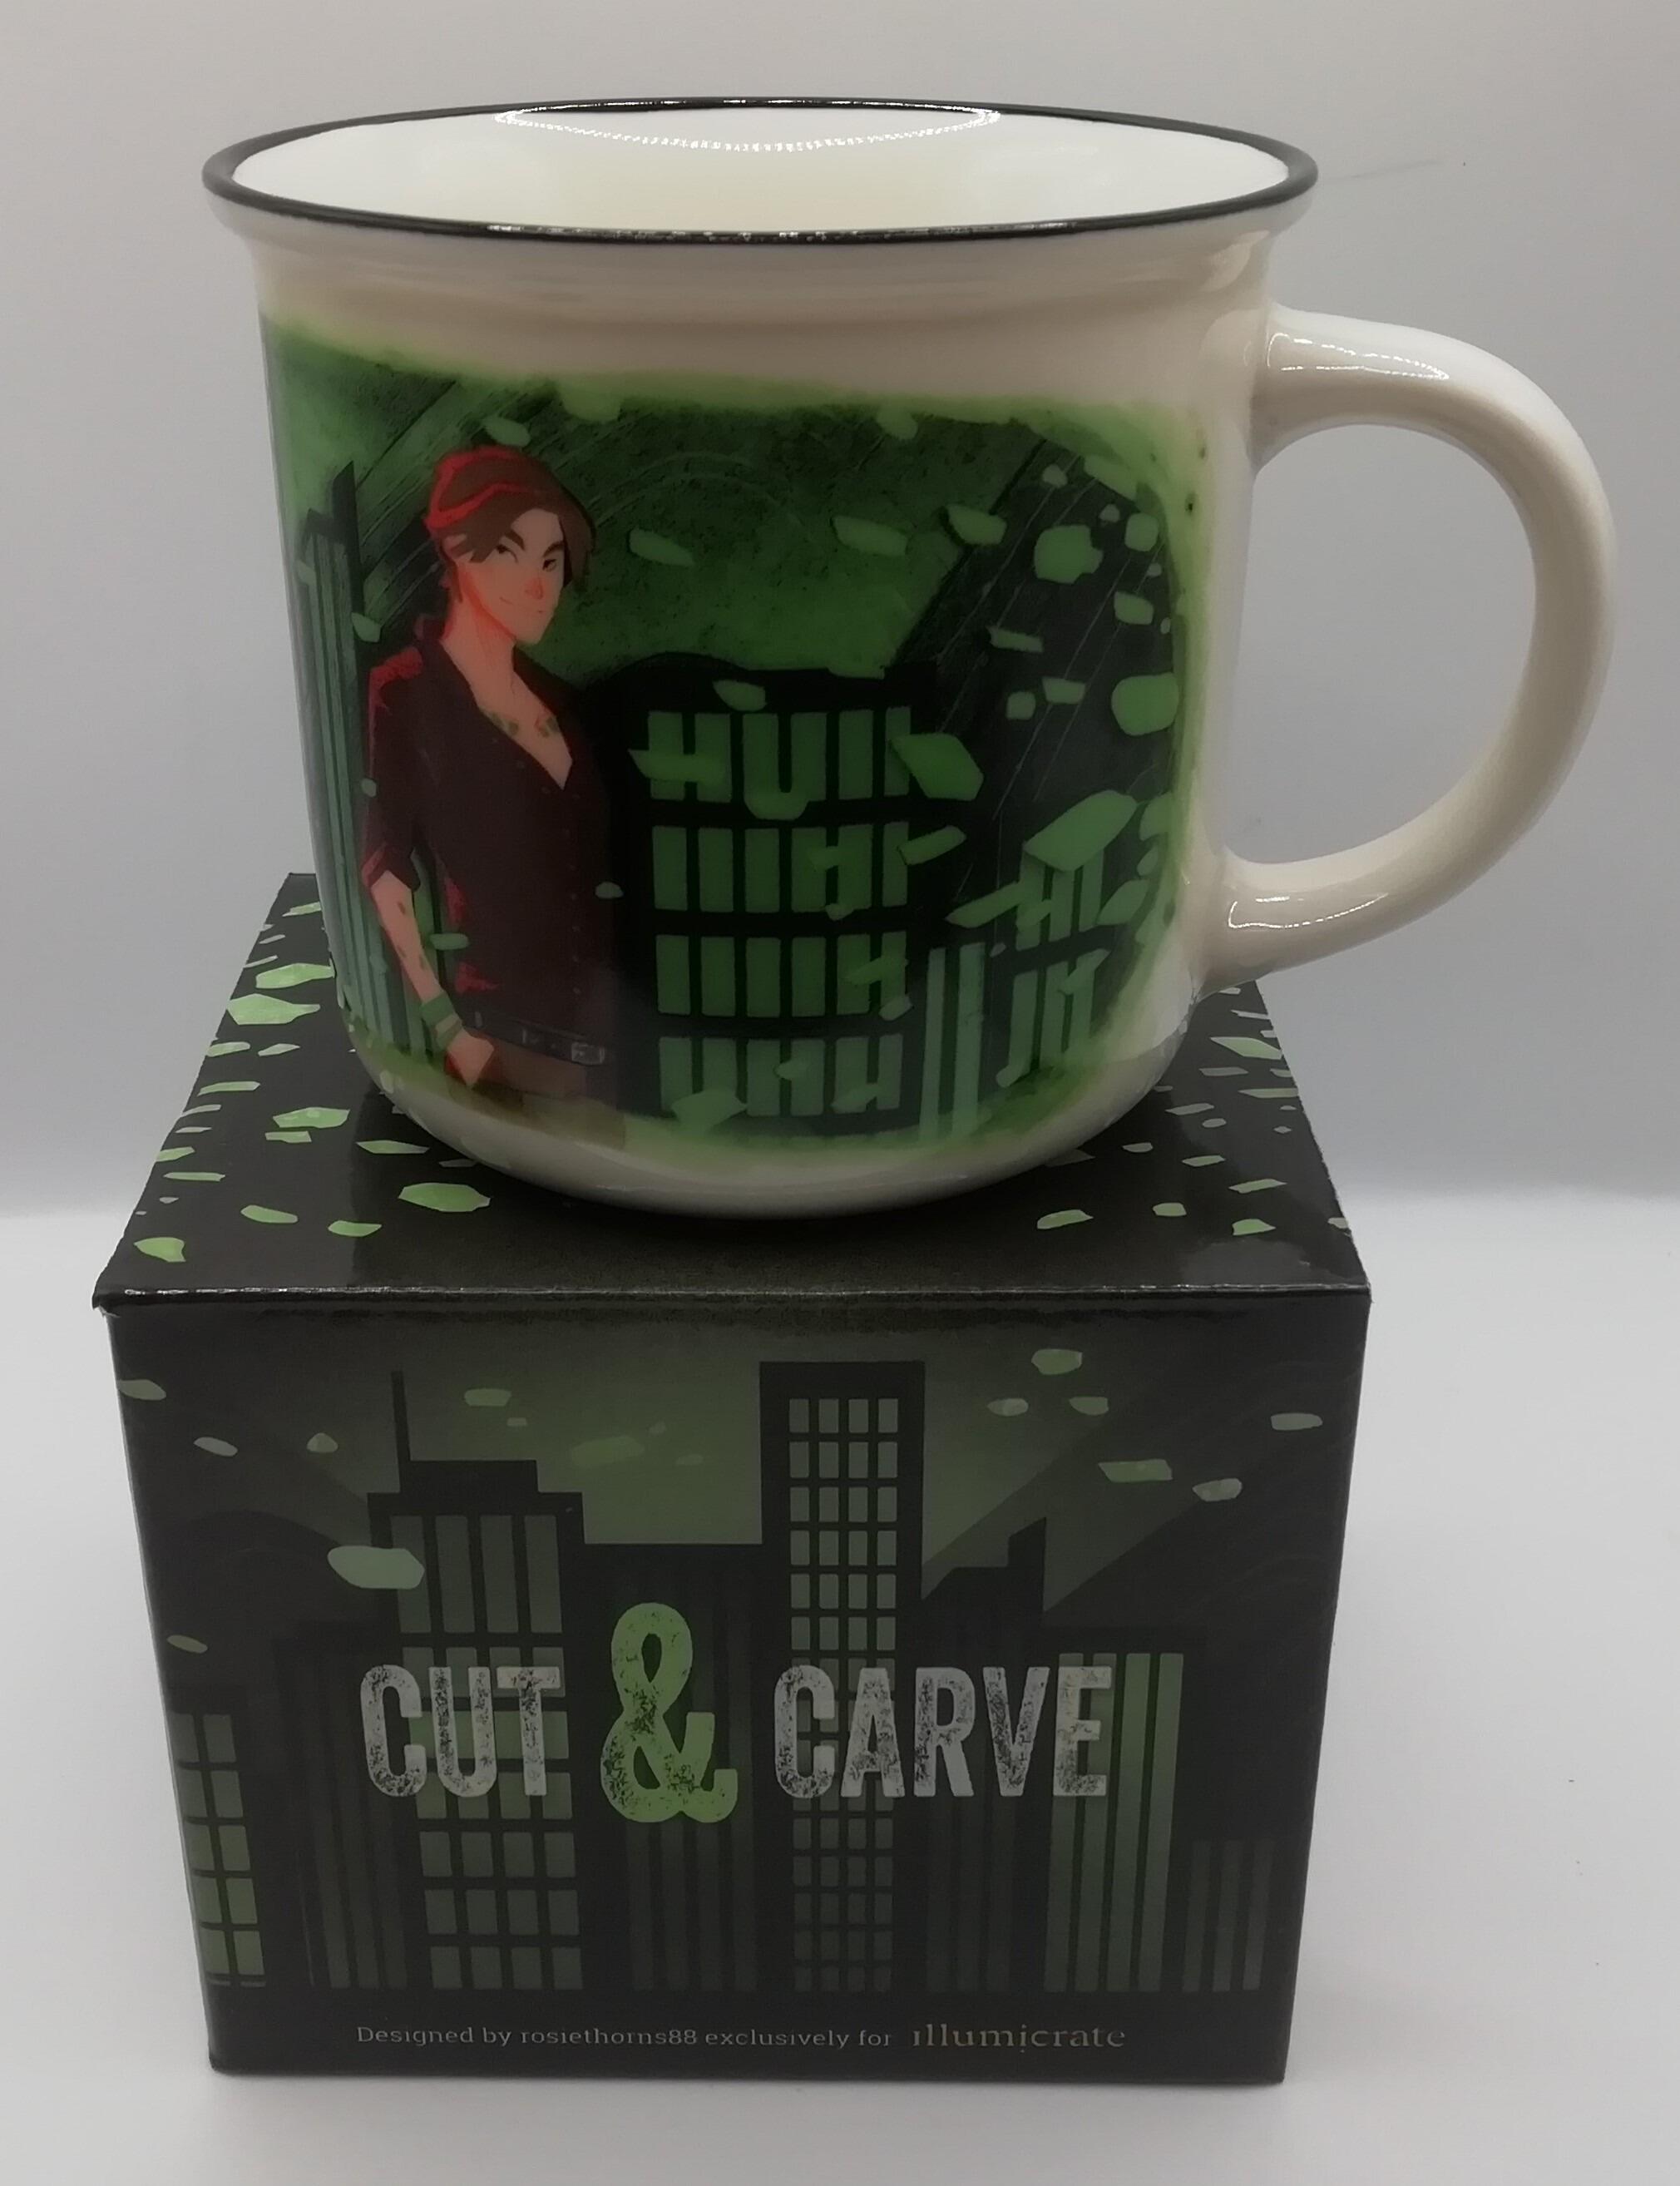 CUT & CARVE
Designed by rosiethorns88 exclusively for illumicrate